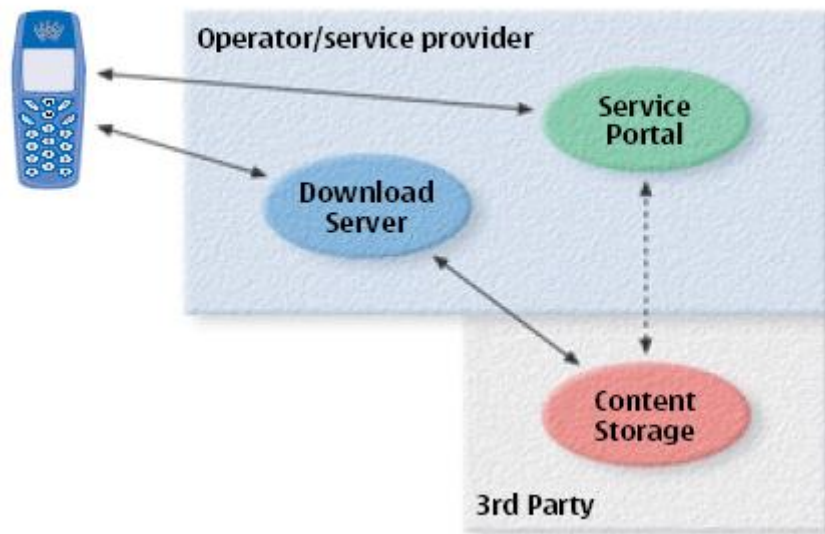 Operator/service provider
Service
Portal
Download
Server
Content
Storage
3rd Party